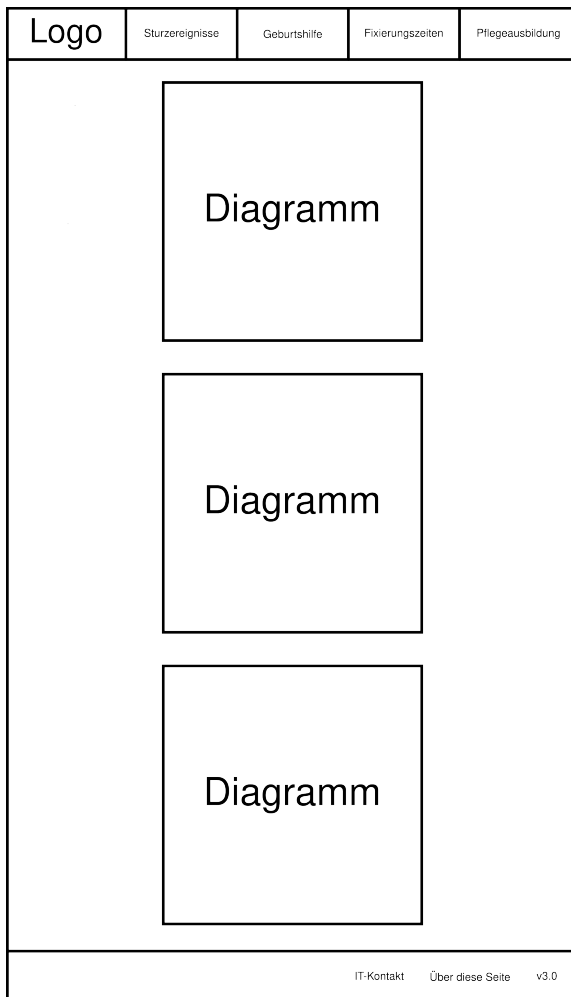 Logo
Sturzereignisse
Geburtshilfe
Fixierungszeiten
Pflegeausbildung
Diagramm
Diagramm
Diagramm
IT-Kontakt Über diese Seite v3.0